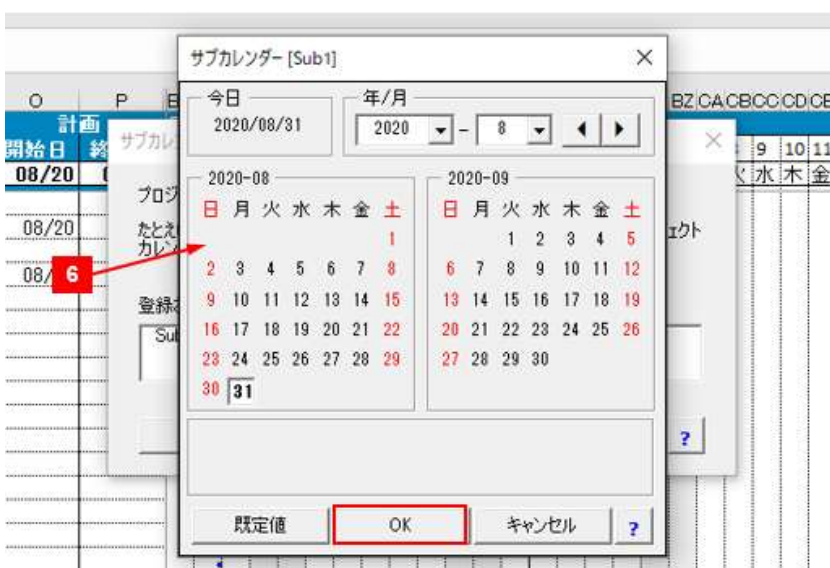 サブカレンダー [Sub1]
今日
2020/08/31
年/月
2020 - 8
2020-08
日 月 火 水 木 金 土
1
2 3 4 5 6 7 8
9 10 11 12 13 14 15
16 17 18 19 20 21 22
23 24 25 26 27 28 29
30 31
2020-09
日 月 火 水 木 金 土
1 2 3 4 5
6 7 8 9 10 11 12
13 14 15 16 17 18 19
20 21 22 23 24 25 26
27 28 29 30
既定値 OK キャンセル ?
O P
BZ CA CB CC CD CE
計画
開始日
9 10 11
08/20
水 木 金
08/20
08/
6
サブカレ
プロジ
たとえ
ェクト
カレン
登録
Sub
?